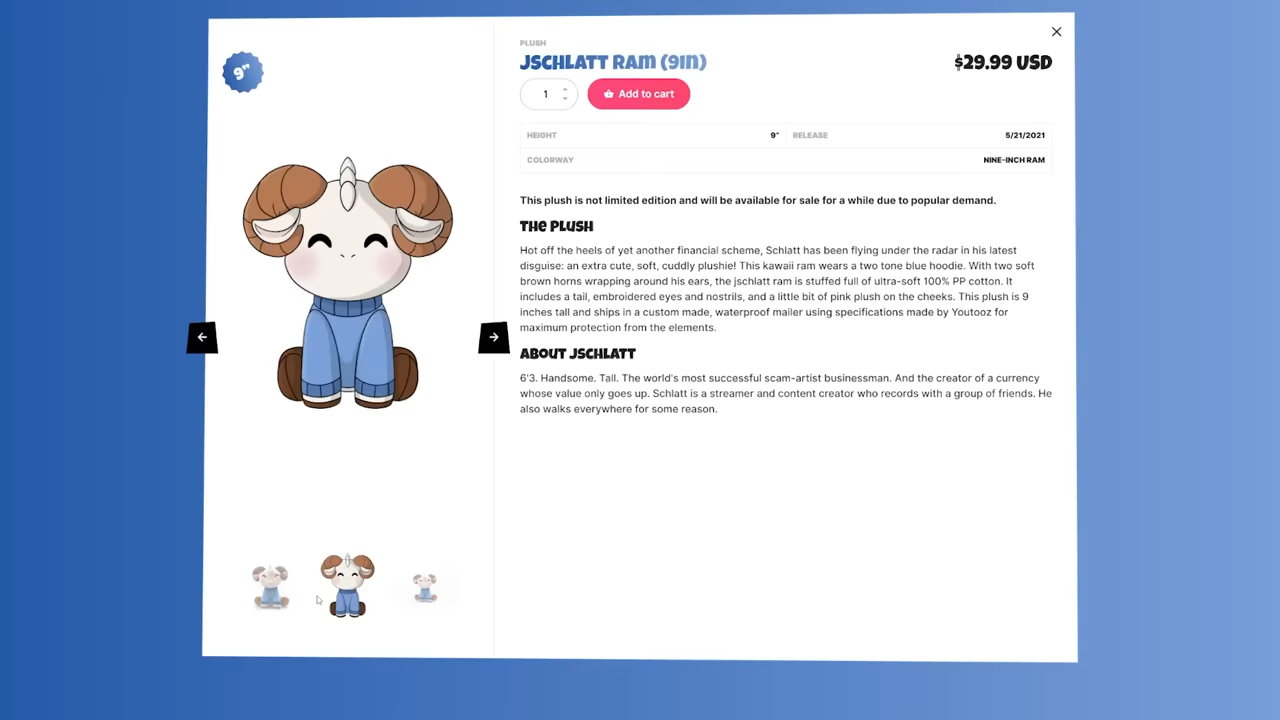 9"
PLUSH
JSCHLATT RAM (9IN)
$29.99 USD
1
Add to cart
HEIGHT 9" RELEASE 5/21/2021
COLORWAY NINE-INCH RAM
This plush is not limited edition and will be available for sale for a while due to popular demand.
THE PLUSH
Hot off the heels of yet another financial scheme, Schlatt has been flying under the radar in his latest
disguise: an extra cute, soft, cuddly plushie! This kawaii ram wears a two tone blue hoodie. With two soft
brown horns wrapping around his ears, the jschlatt ram is stuffed full of ultra-soft 100% PP cotton. It
includes a tail, embroidered eyes and nostrils, and a little bit of pink plush on the cheeks. This plush is 9
inches tall and ships in a custom made, waterproof mailer using specifications made by Youtooz for
maximum protection from the elements.
ABOUT JSCHLATT
6'3. Handsome. Tall. The world's most successful scam-artist businessman. And the creator of a currency
whose value only goes up. Schlatt is a streamer and content creator who records with a group of friends. He
also walks everywhere for some reason.